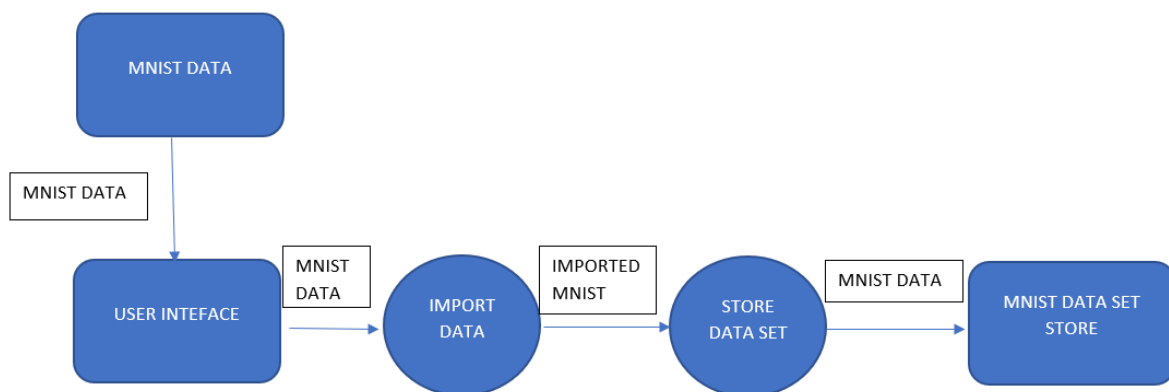 MNIST DATA
MNIST DATA
USER INTEFACE
MNIST
DATA
IMPORT
DATA
IMPORTED
MNIST
STORE
DATA SET
MNIST DATA
MNIST DATA SET
STORE